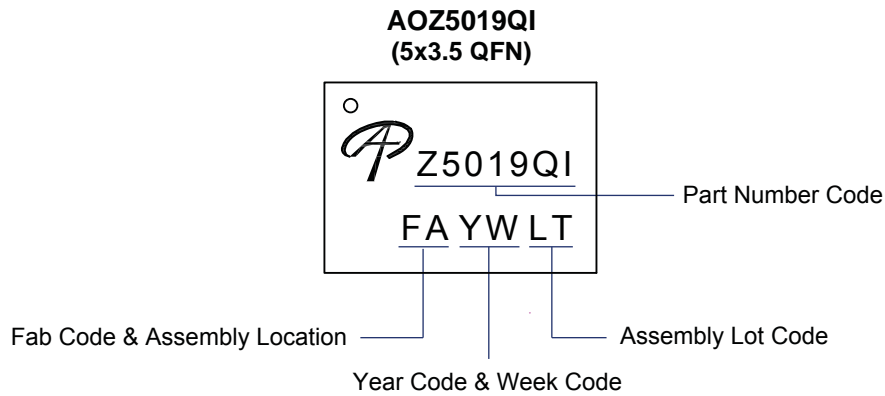 AOZ5019QI
(5x3.5 QFN)
Z5019QI
Part Number Code
FA YW LT
Fab Code & Assembly Location
Assembly Lot Code
Year Code & Week Code